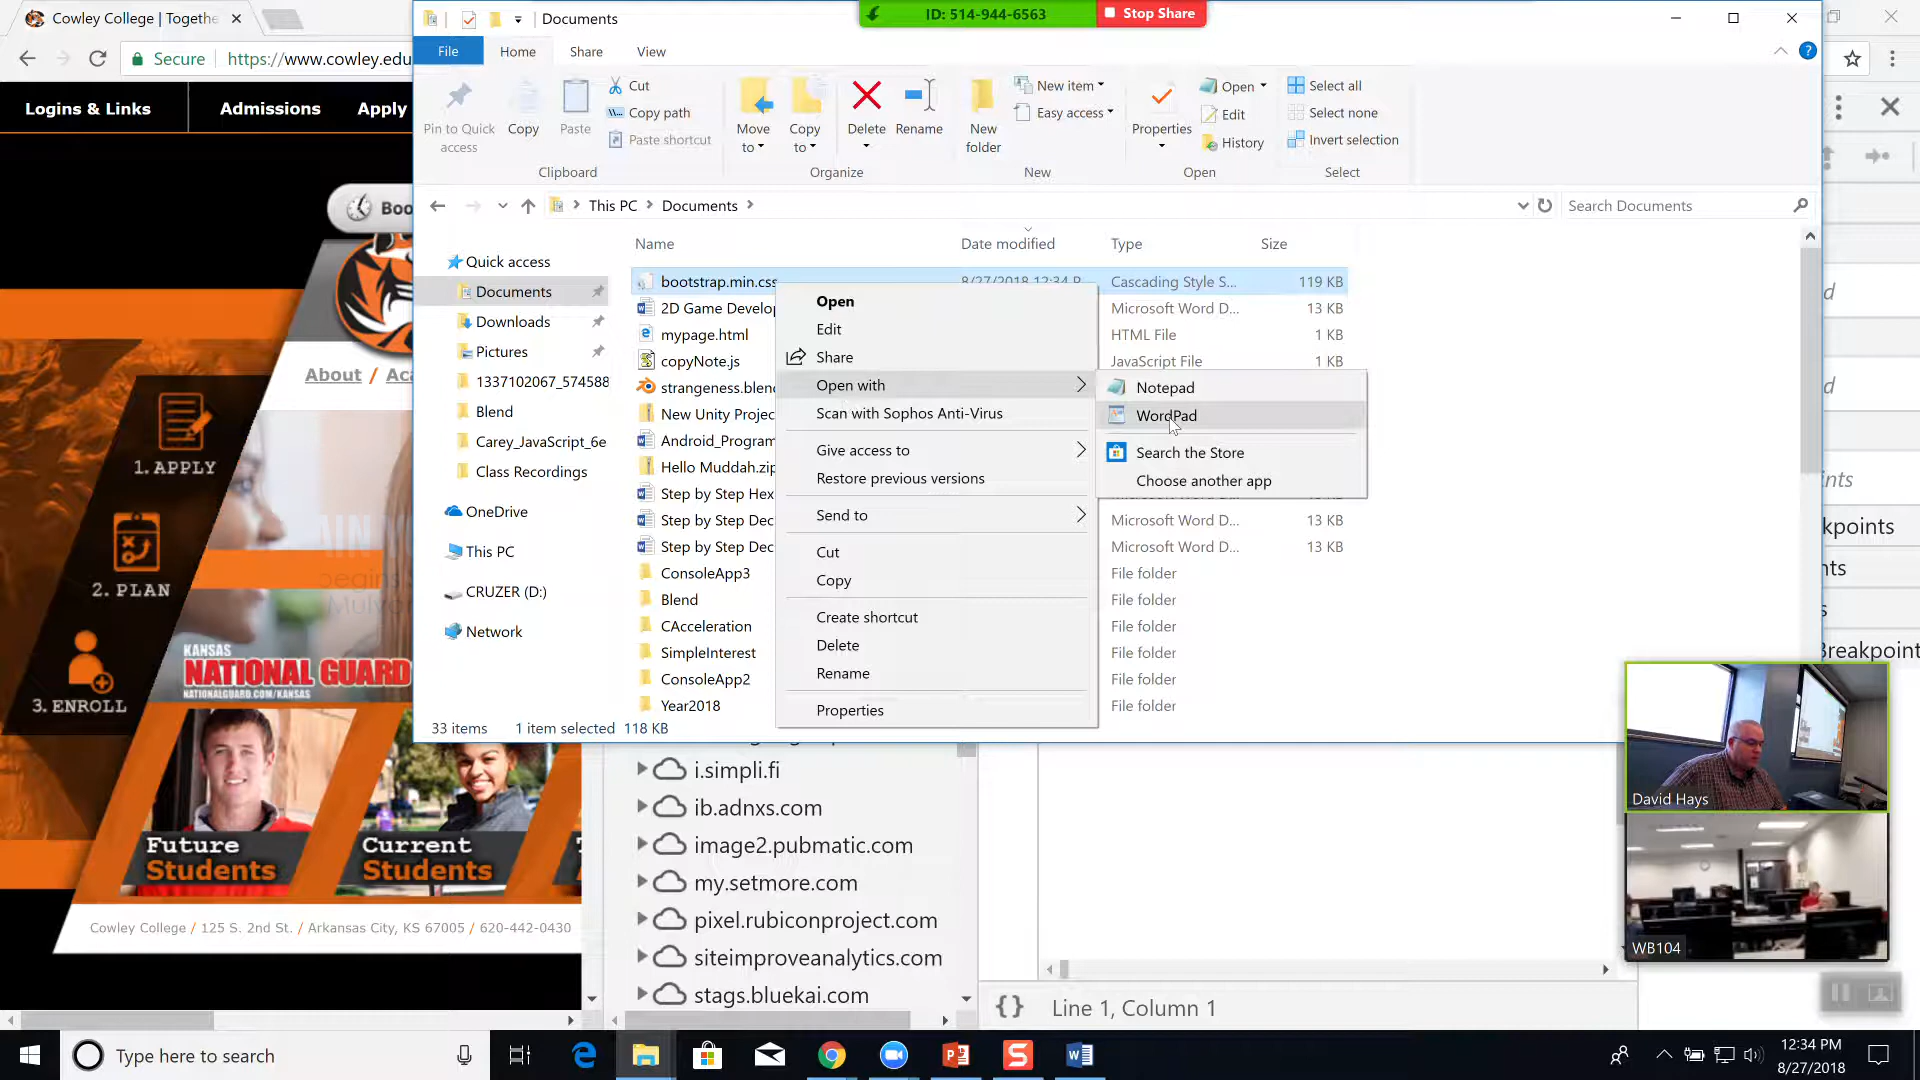 Cowley College | Togethe
Documents
ID: 514-944-6563
Stop Share
File
Home
Share
View
Secure
https://www.cowley.edu
Logins & Links
Admissions
Apply
Pin to Quick
access
Copy
Paste
Cut
Copy path
Paste shortcut
Clipboard
Move
to
Copy
to
Delete
Rename
Organize
New
folder
New item
Easy access
New
Properties
Open
Edit
History
Open
Select all
Select none
Invert selection
Select
This PC
Documents
Search Documents
Name
Date modified
Type
Size
Quick access
Documents
Downloads
Pictures
1337102067_574588
Blend
Carey_JavaScript_6e
Class Recordings
OneDrive
This PC
CRUZER (D:)
Network
bootstrap.min.css
8/27/2018 12:34 P
Cascading Style S...
119 KB
2D Game Develop
Microsoft Word D...
13 KB
mypage.html
HTML File
1 KB
copyNote.js
JavaScript File
1 KB
strangeness.blend
New Unity Projec
Android_Program
Hello Muddah.zip
Step by Step Hex
Step by Step Dec
Microsoft Word D...
13 KB
Step by Step Dec
Microsoft Word D...
13 KB
ConsoleApp3
File folder
Blend
File folder
CAcceleration
File folder
SimpleInterest
File folder
ConsoleApp2
File folder
Year2018
File folder
33 items
1 item selected
118 KB
Open
Edit
Share
Open with
Scan with Sophos Anti-Virus
Give access to
Restore previous versions
Send to
Cut
Copy
Create shortcut
Delete
Rename
Properties
Notepad
WordPad
Search the Store
Choose another app
Boo
About / Aca
1. APPLY
2. PLAN
3. ENROLL
begins
Mulv
KANSAS
NATIONAL GUARD
NATIONALGUARD.COM/KANSAS
Future
Students
Current
Students
Cowley College / 125 S. 2nd St. / Arkansas City, KS 67005 / 620-442-0430
i.simpli.fi
ib.adnxs.com
image2.pubmatic.com
my.setmore.com
pixel.rubiconproject.com
siteimproveanalytics.com
stags.bluekai.com
{} Line 1, Column 1
d
d
nts
kpoints
nts
s
Breakpoint
David Hays
WB104
Type here to search
12:34 PM
8/27/2018